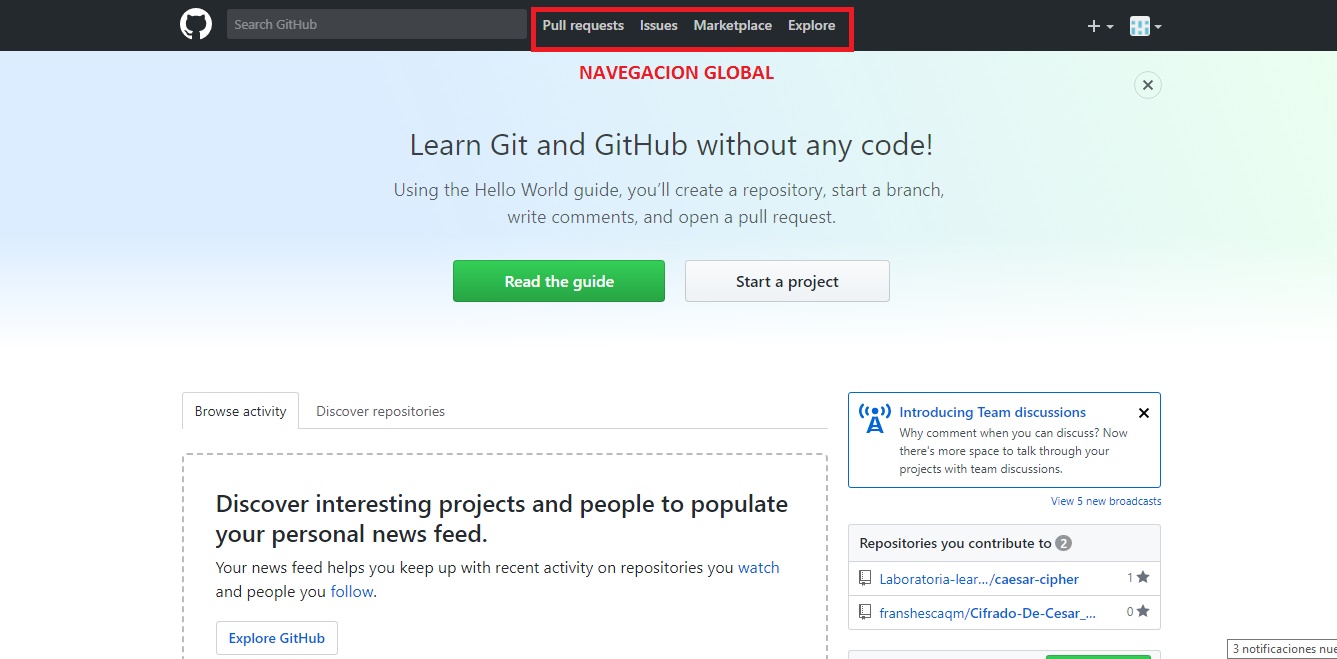 Search GitHub
Pull requests Issues Marketplace Explore
NAVEGACION GLOBAL
Learn Git and GitHub without any code!
Using the Hello World guide, you’ll create a repository, start a branch,
write comments, and open a pull request.
Read the guide
Start a project
Browse activity
Discover repositories
Discover interesting projects and people to populate
your personal news feed.
Your news feed helps you keep up with recent activity on repositories you watch
and people you follow.
Explore GitHub
Introducing Team discussions
Why comment when you can discuss? Now
there's more space to talk through your
projects with team discussions.
View 5 new broadcasts
Repositories you contribute to 2
Laboratoria-lear…/caesar-cipher 1
franshescaqm/Cifrado-De-Cesar_… 0
3 notificaciones nue